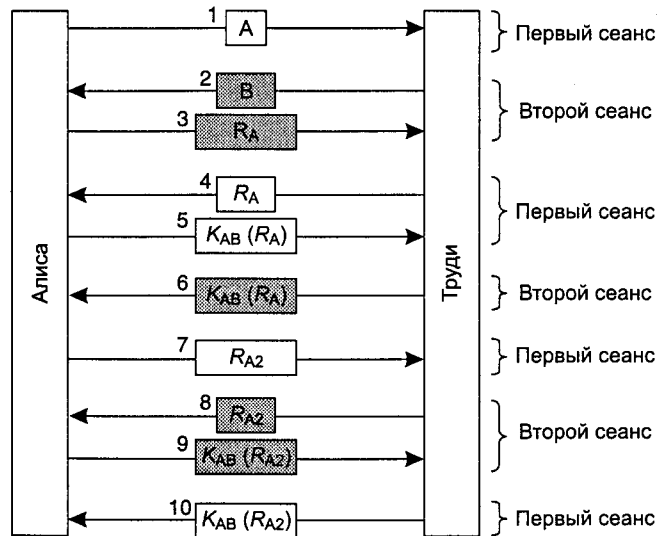 1 A Первый сеанс
2 B
Второй сеанс
3 R_A
4 R_A
Первый сеанс
5 K_AB (R_A)
6 K_AB (R_A) Второй сеанс
7 R_A2 Первый сеанс
8 R_A2
Второй сеанс
9 K_AB (R_A2)
10 K_AB (R_A2) Первый сеанс
Алиса
Труди